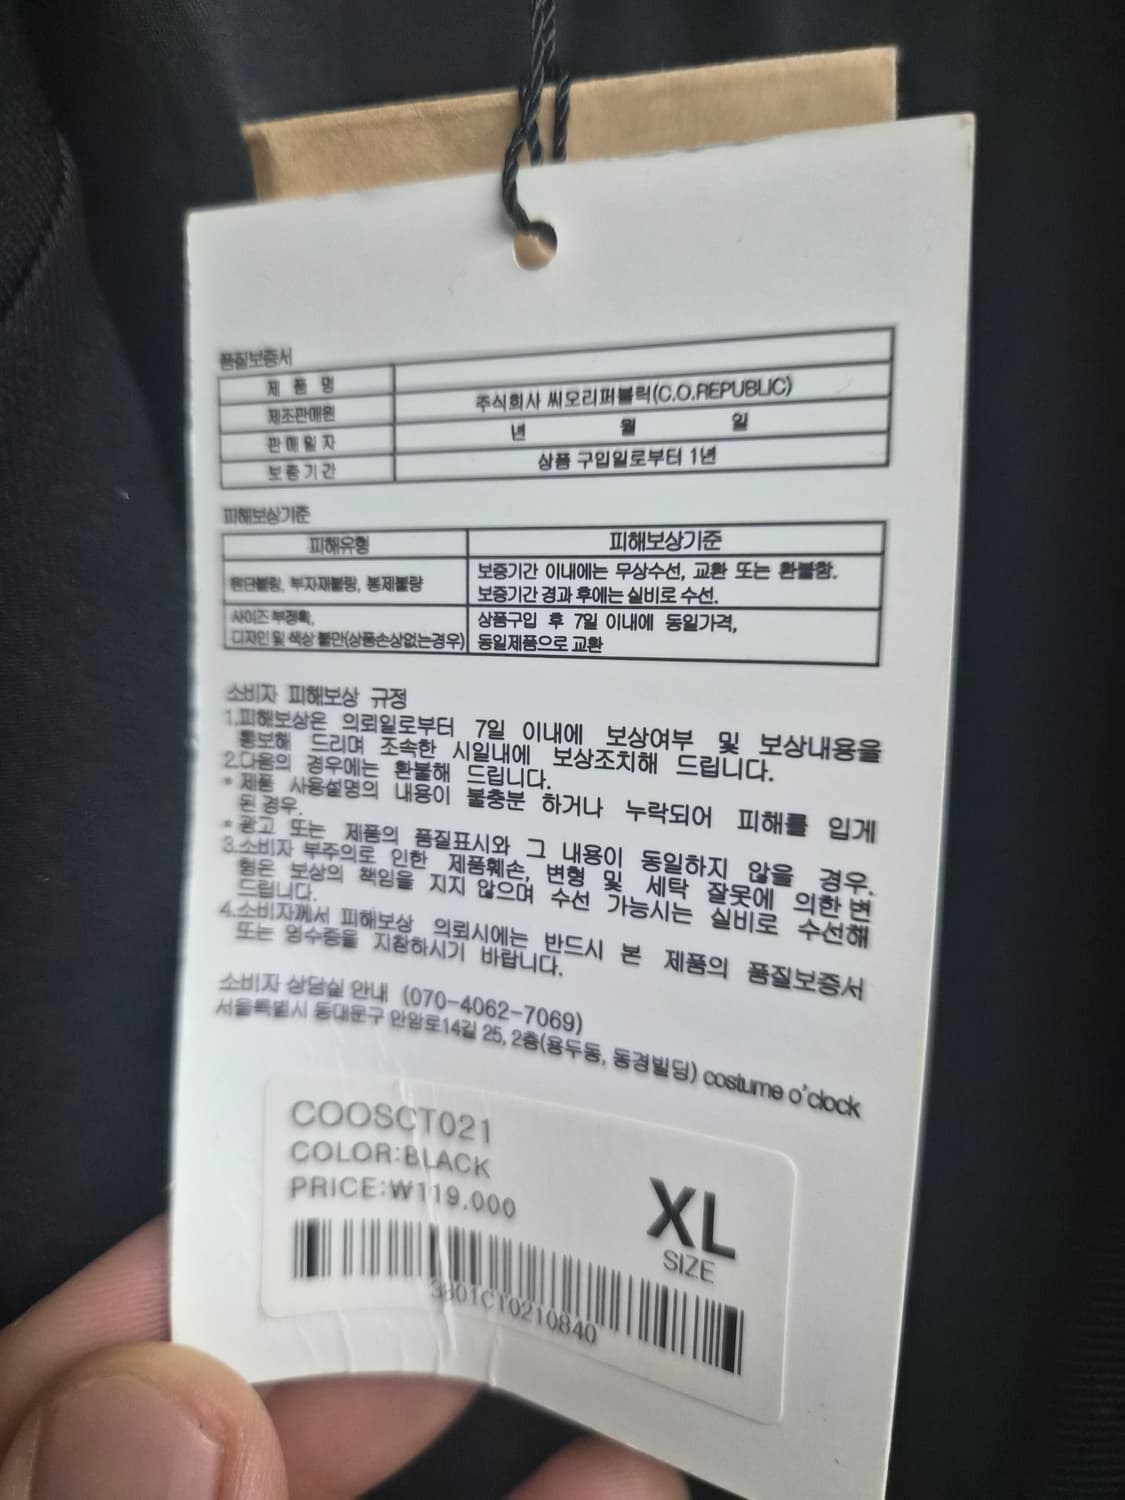 품질보증서
제 품 명
제조판매원 주식회사 씨오리퍼블릭(C.O.REPUBLIC)
판매일자 년 월 일
보증기간 상품 구입일로부터 1년
피해보상기준
피해유형 피해보상기준
원단불량, 부자재불량, 봉제불량 보증기간 이내에는 무상수선, 교환 또는 환불함.
보증기간 경과 후에는 실비로 수선.
사이즈 부정확, 상품구입 후 7일 이내에 동일가격,
디자인 및 색상 불만(상품손상없는경우) 동일제품으로 교환
소비자 피해보상 규정
1.피해보상은 의뢰일로부터 7일 이내에 보상여부 및 보상내용을
통보해 드리며 조속한 시일내에 보상조치해 드립니다.
2.다음의 경우에는 환불해 드립니다.
* 제품 사용설명의 내용이 불충분 하거나 누락되어 피해를 입게
된 경우.
* 광고 또는 제품의 품질표시와 그 내용이 동일하지 않을 경우.
3.소비자 부주의로 인한 제품훼손, 변형 및 세탁 잘못에 의한 변
형은 보상의 책임을 지지 않으며 수선 가능시는 실비로 수선해
드립니다.
4.소비자께서 피해보상 의뢰시에는 반드시 본 제품의 품질보증서
또는 영수증을 지참하시기 바랍니다.
소비자 상담실 안내 (070-4062-7069)
서울특별시 동대문구 안암로14길 25, 2층(용두동, 동경빌딩) costume o'clock
COOSCT021
COLOR:BLACK
PRICE:₩119,000
XL
SIZE
3801CT0210840